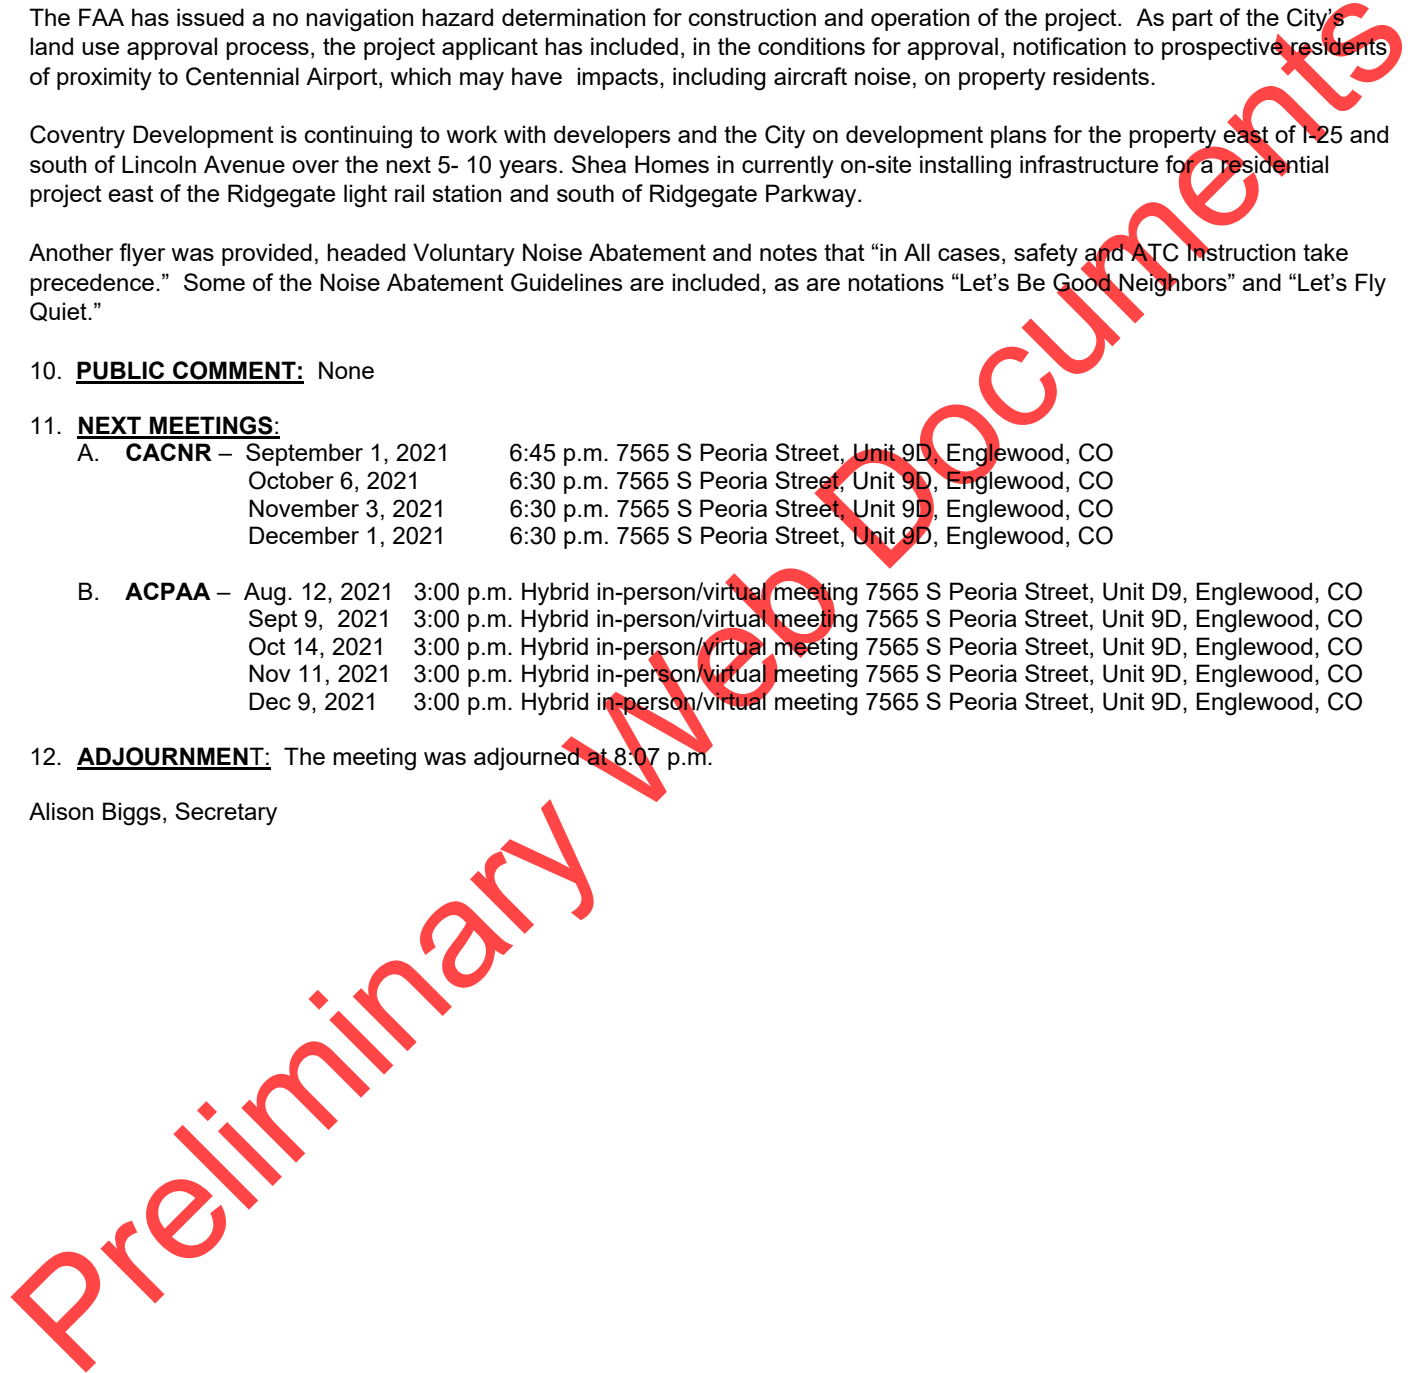 The FAA has issued a no navigation hazard determination for construction and operation of the project.  As part of the City’s
land use approval process, the project applicant has included, in the conditions for approval, notification to prospective residents
of proximity to Centennial Airport, which may have  impacts, including aircraft noise, on property residents.
Coventry Development is continuing to work with developers and the City on development plans for the property east of I-25 and
south of Lincoln Avenue over the next 5- 10 years. Shea Homes in currently on-site installing infrastructure for a residential
project east of the Ridgegate light rail station and south of Ridgegate Parkway.
Another flyer was provided, headed Voluntary Noise Abatement and notes that “in All cases, safety and ATC Instruction take
precedence.”  Some of the Noise Abatement Guidelines are included, as are notations “Let’s Be Good Neighbors” and “Let’s Fly
Quiet.”
10. PUBLIC COMMENT:  None
11. NEXT MEETINGS:
A. CACNR – September 1, 2021 6:45 p.m. 7565 S Peoria Street, Unit 9D, Englewood, CO
October 6, 2021 6:30 p.m. 7565 S Peoria Street, Unit 9D, Englewood, CO
November 3, 2021 6:30 p.m. 7565 S Peoria Street, Unit 9D, Englewood, CO
December 1, 2021 6:30 p.m. 7565 S Peoria Street, Unit 9D, Englewood, CO
B. ACPAA – Aug. 12, 2021 3:00 p.m. Hybrid in-person/virtual meeting 7565 S Peoria Street, Unit D9, Englewood, CO
Sept 9,  2021 3:00 p.m. Hybrid in-person/virtual meeting 7565 S Peoria Street, Unit 9D, Englewood, CO
Oct 14, 2021 3:00 p.m. Hybrid in-person/virtual meeting 7565 S Peoria Street, Unit 9D, Englewood, CO
Nov 11, 2021 3:00 p.m. Hybrid in-person/virtual meeting 7565 S Peoria Street, Unit 9D, Englewood, CO
Dec 9, 2021 3:00 p.m. Hybrid in-person/virtual meeting 7565 S Peoria Street, Unit 9D, Englewood, CO
12. ADJOURNMENT:  The meeting was adjourned at 8:07 p.m.
Alison Biggs, Secretary
Preliminary Web Documents